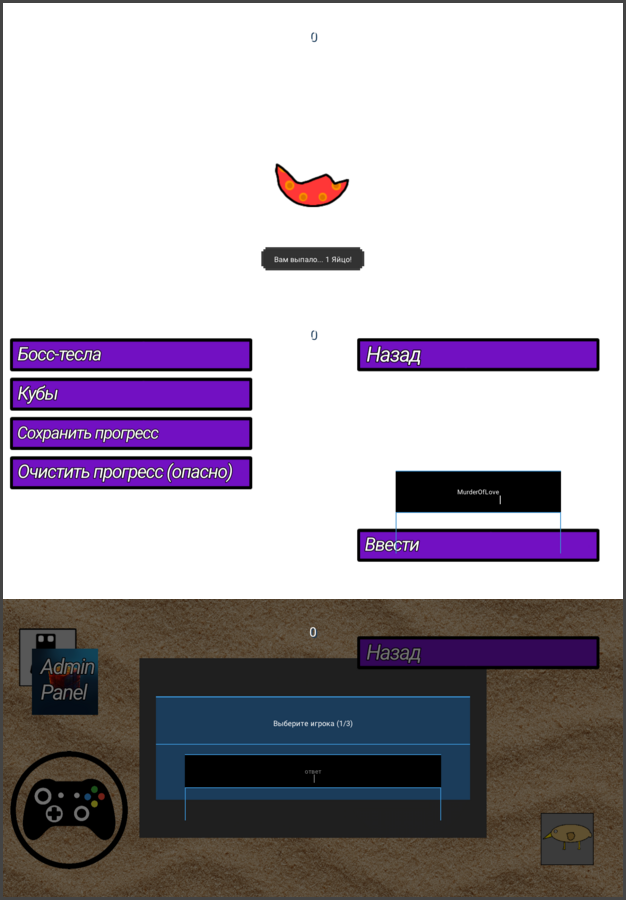 0
Вам выпало... 1 Яйцо!
0
Босс-тесла
Назад
Кубы
Сохранить прогресс
Очистить прогресс (опасно)
MurderOfLove
Ввести
0
Назад
Admin
Panel
Выберите игрока (1/3)
ответ